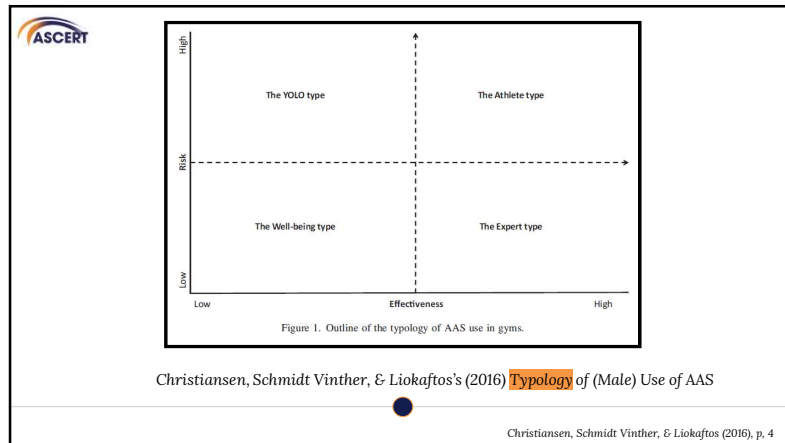 ASCERT
High
The YOLO type
The Athlete type
Risk
The Well-being type
The Expert type
Low
Low
Effectiveness
High
Figure 1. Outline of the typology of AAS use in gyms.
Christiansen, Schmidt Vinther, & Liokaftos's (2016) Typology of (Male) Use of AAS
Christiansen, Schmidt Vinther, & Liokaftos (2016), p, 4